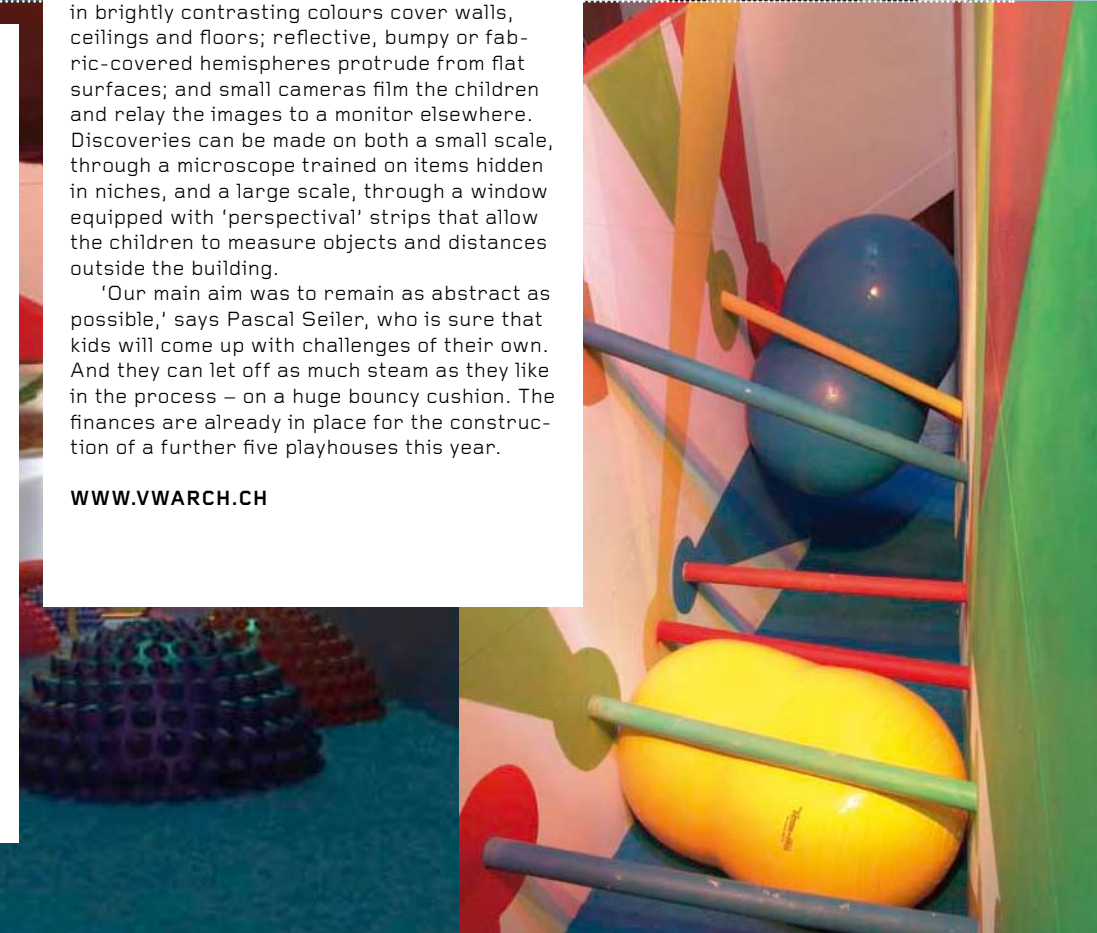 in brightly contrasting colours cover walls,
ceilings and floors; reflective, bumpy or fab-
ric-covered hemispheres protrude from flat
surfaces; and small cameras film the children
and relay the images to a monitor elsewhere.
Discoveries can be made on both a small scale,
through a microscope trained on items hidden
in niches, and a large scale, through a window
equipped with ‘perspectival’ strips that allow
the children to measure objects and distances
outside the building.
‘Our main aim was to remain as abstract as
possible,’ says Pascal Seiler, who is sure that
kids will come up with challenges of their own.
And they can let off as much steam as they like
in the process – on a huge bouncy cushion. The
finances are already in place for the construc-
tion of a further five playhouses this year.
WWW.VWARCH.CH